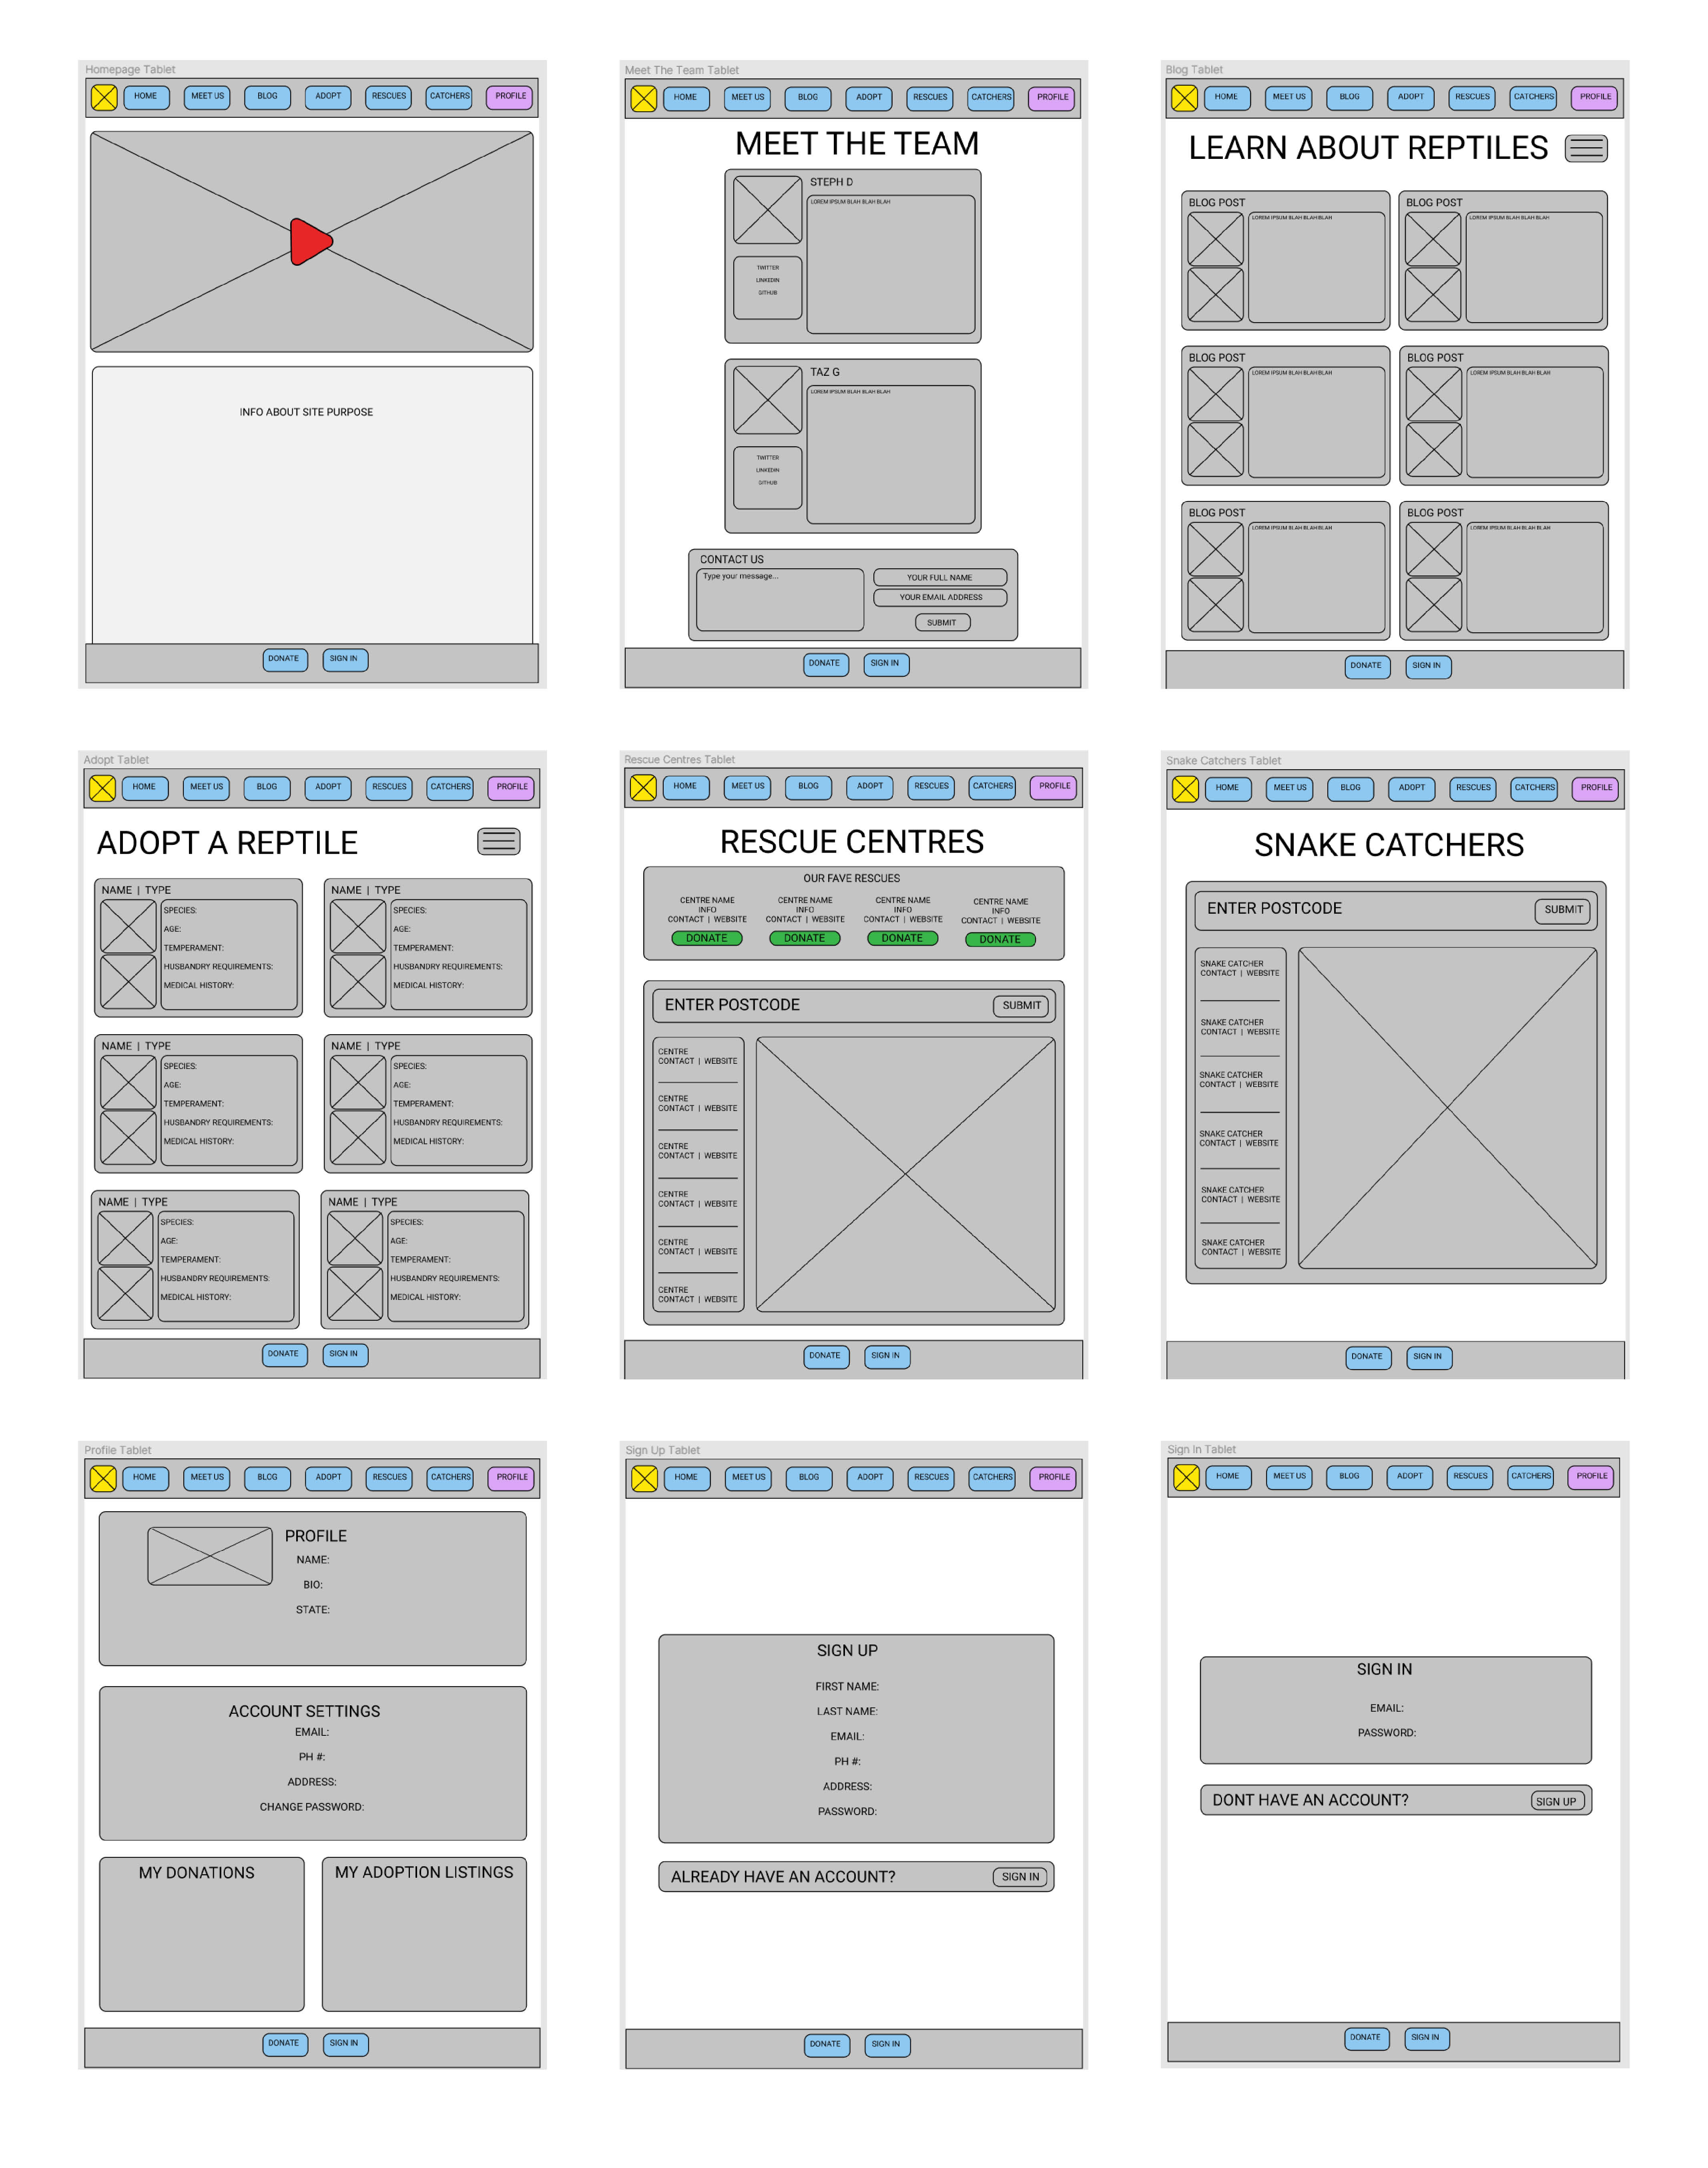 Homepage Tablet
HOME MEET US BLOG ADOPT RESCUES CATCHERS PROFILE
INFO ABOUT SITE PURPOSE
DONATE SIGN IN
Meet The Team Tablet
HOME MEET US BLOG ADOPT RESCUES CATCHERS PROFILE
MEET THE TEAM
STEPH D
LOREM IPSUM BLAH BLAH BLAH
TWITTER
LINKEDIN
GITHUB
TAZ G
LOREM IPSUM BLAH BLAH BLAH
TWITTER
LINKEDIN
GITHUB
CONTACT US
Type your message...
YOUR FULL NAME
YOUR EMAIL ADDRESS
SUBMIT
DONATE SIGN IN
Blog Tablet
HOME MEET US BLOG ADOPT RESCUES CATCHERS PROFILE
LEARN ABOUT REPTILES
BLOG POST
LOREM IPSUM BLAH BLAH BLAH
BLOG POST
LOREM IPSUM BLAH BLAH BLAH
BLOG POST
LOREM IPSUM BLAH BLAH BLAH
BLOG POST
LOREM IPSUM BLAH BLAH BLAH
BLOG POST
LOREM IPSUM BLAH BLAH BLAH
BLOG POST
LOREM IPSUM BLAH BLAH BLAH
DONATE SIGN IN
Adopt Tablet
HOME MEET US BLOG ADOPT RESCUES CATCHERS PROFILE
ADOPT A REPTILE
NAME | TYPE
SPECIES:
AGE:
TEMPERAMENT:
HUSBANDRY REQUIREMENTS:
MEDICAL HISTORY:
NAME | TYPE
SPECIES:
AGE:
TEMPERAMENT:
HUSBANDRY REQUIREMENTS:
MEDICAL HISTORY:
NAME | TYPE
SPECIES:
AGE:
TEMPERAMENT:
HUSBANDRY REQUIREMENTS:
MEDICAL HISTORY:
NAME | TYPE
SPECIES:
AGE:
TEMPERAMENT:
HUSBANDRY REQUIREMENTS:
MEDICAL HISTORY:
NAME | TYPE
SPECIES:
AGE:
TEMPERAMENT:
HUSBANDRY REQUIREMENTS:
MEDICAL HISTORY:
NAME | TYPE
SPECIES:
AGE:
TEMPERAMENT:
HUSBANDRY REQUIREMENTS:
MEDICAL HISTORY:
DONATE SIGN IN
Rescue Centres Tablet
HOME MEET US BLOG ADOPT RESCUES CATCHERS PROFILE
RESCUE CENTRES
OUR FAVE RESCUES
CENTRE NAME
INFO
CONTACT | WEBSITE
DONATE
CENTRE NAME
INFO
CONTACT | WEBSITE
DONATE
CENTRE NAME
INFO
CONTACT | WEBSITE
DONATE
CENTRE NAME
INFO
CONTACT | WEBSITE
DONATE
ENTER POSTCODE SUBMIT
CENTRE
CONTACT | WEBSITE
CENTRE
CONTACT | WEBSITE
CENTRE
CONTACT | WEBSITE
CENTRE
CONTACT | WEBSITE
CENTRE
CONTACT | WEBSITE
CENTRE
CONTACT | WEBSITE
DONATE SIGN IN
Snake Catchers Tablet
HOME MEET US BLOG ADOPT RESCUES CATCHERS PROFILE
SNAKE CATCHERS
ENTER POSTCODE SUBMIT
SNAKE CATCHER
CONTACT | WEBSITE
SNAKE CATCHER
CONTACT | WEBSITE
SNAKE CATCHER
CONTACT | WEBSITE
SNAKE CATCHER
CONTACT | WEBSITE
SNAKE CATCHER
CONTACT | WEBSITE
SNAKE CATCHER
CONTACT | WEBSITE
DONATE SIGN IN
Profile Tablet
HOME MEET US BLOG ADOPT RESCUES CATCHERS PROFILE
PROFILE
NAME:
BIO:
STATE:
ACCOUNT SETTINGS
EMAIL:
PH #:
ADDRESS:
CHANGE PASSWORD:
MY DONATIONS
MY ADOPTION LISTINGS
DONATE SIGN IN
Sign Up Tablet
HOME MEET US BLOG ADOPT RESCUES CATCHERS PROFILE
SIGN UP
FIRST NAME:
LAST NAME:
EMAIL:
PH #:
ADDRESS:
PASSWORD:
ALREADY HAVE AN ACCOUNT? SIGN IN
DONATE SIGN IN
Sign In Tablet
HOME MEET US BLOG ADOPT RESCUES CATCHERS PROFILE
SIGN IN
EMAIL:
PASSWORD:
DONT HAVE AN ACCOUNT? SIGN UP
DONATE SIGN IN